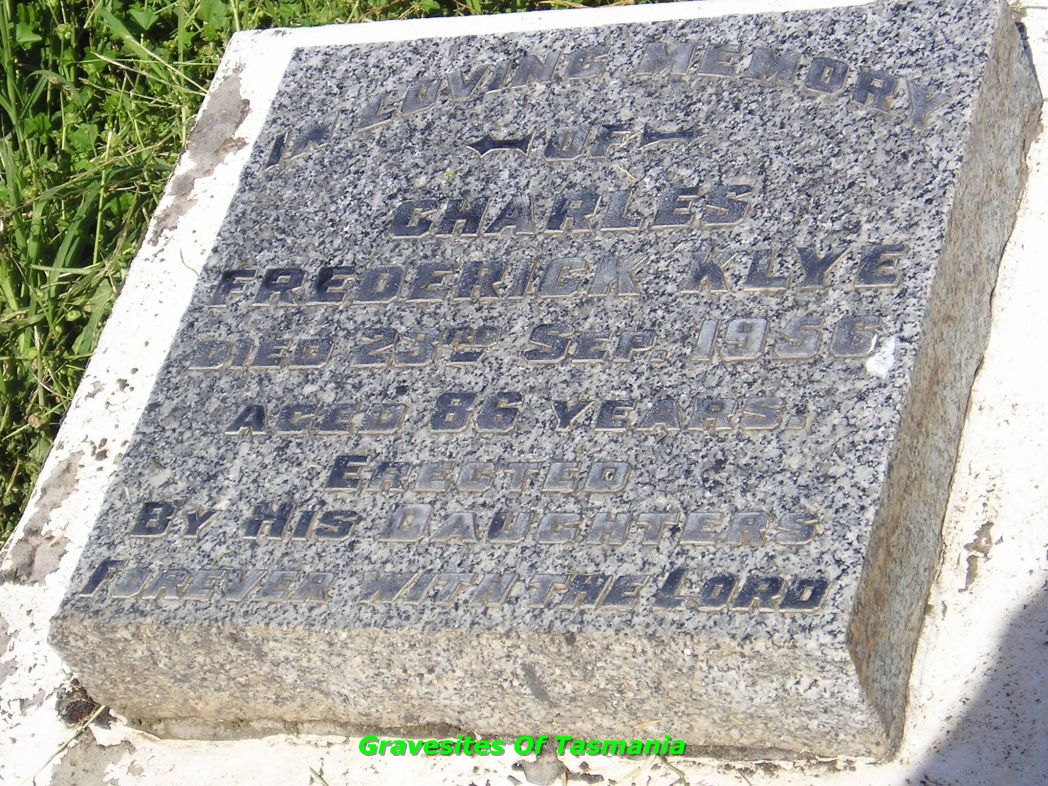 IN LOVING MEMORY
OF
CHARLES
FREDERICK KLYE
DIED 23RD SEP. 1956
AGED 86 YEARS.
ERECTED
BY HIS DAUGHTERS
FOREVER WITH THE LORD
Gravesites Of Tasmania